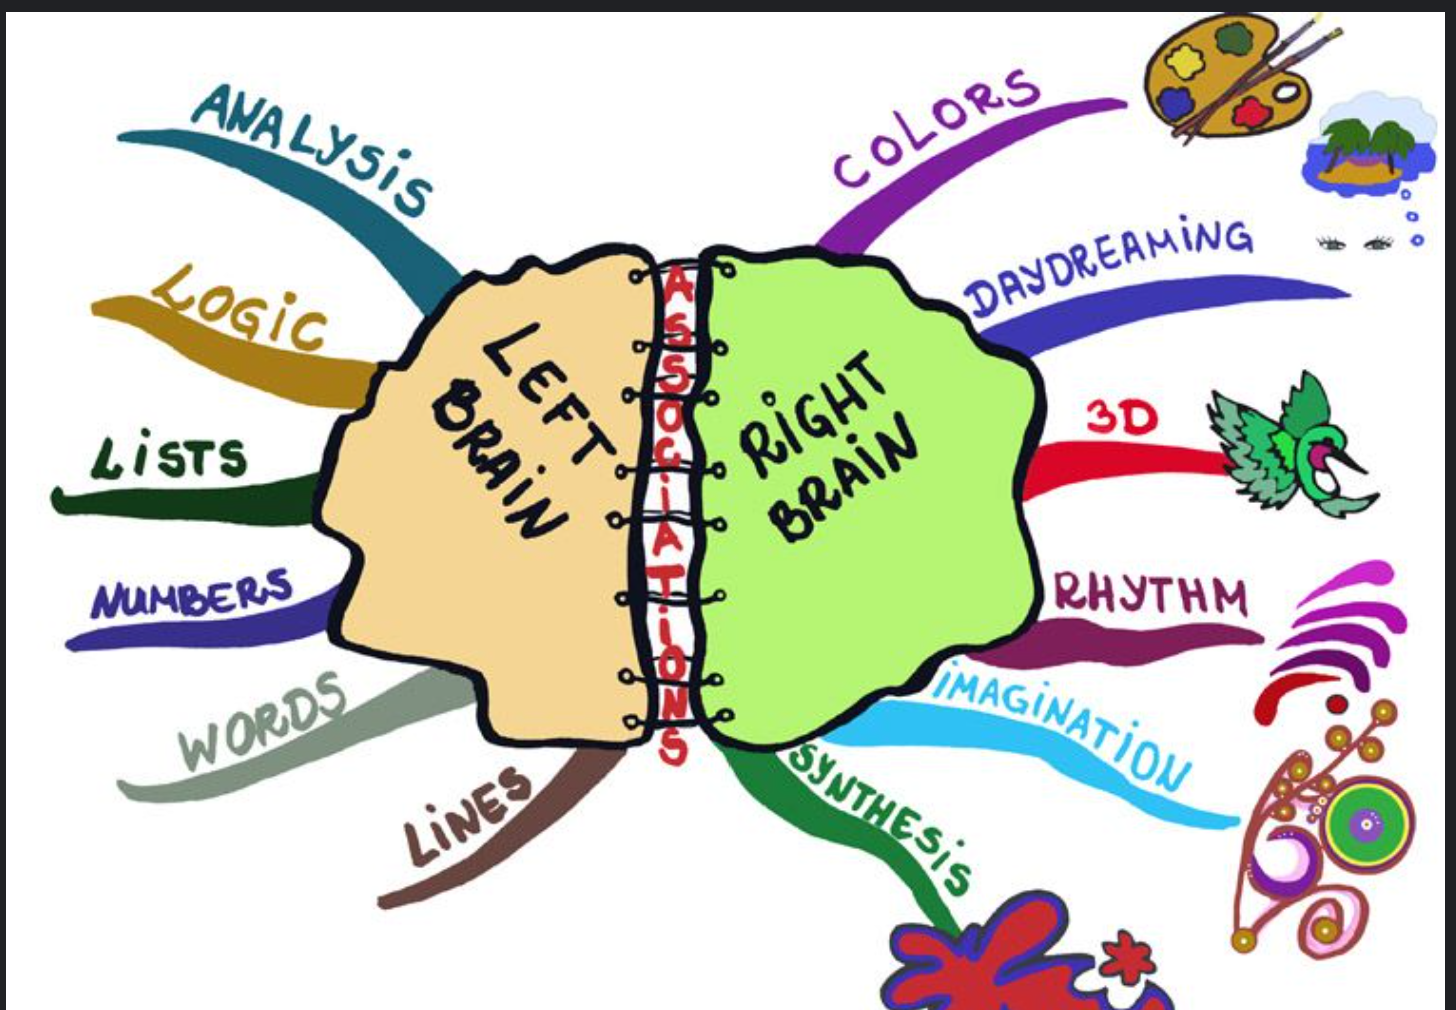 ANALYSiS
LOGiC
LiSTS
NUMBERS
WORDS
LiNES
LEFT
BRAiN
ASSOCiATiONS
RiGHT
BRAiN
COLORS
DAYDREAMiNG
3D
RHYTHM
iMAGiNATiON
SYNTHESiS